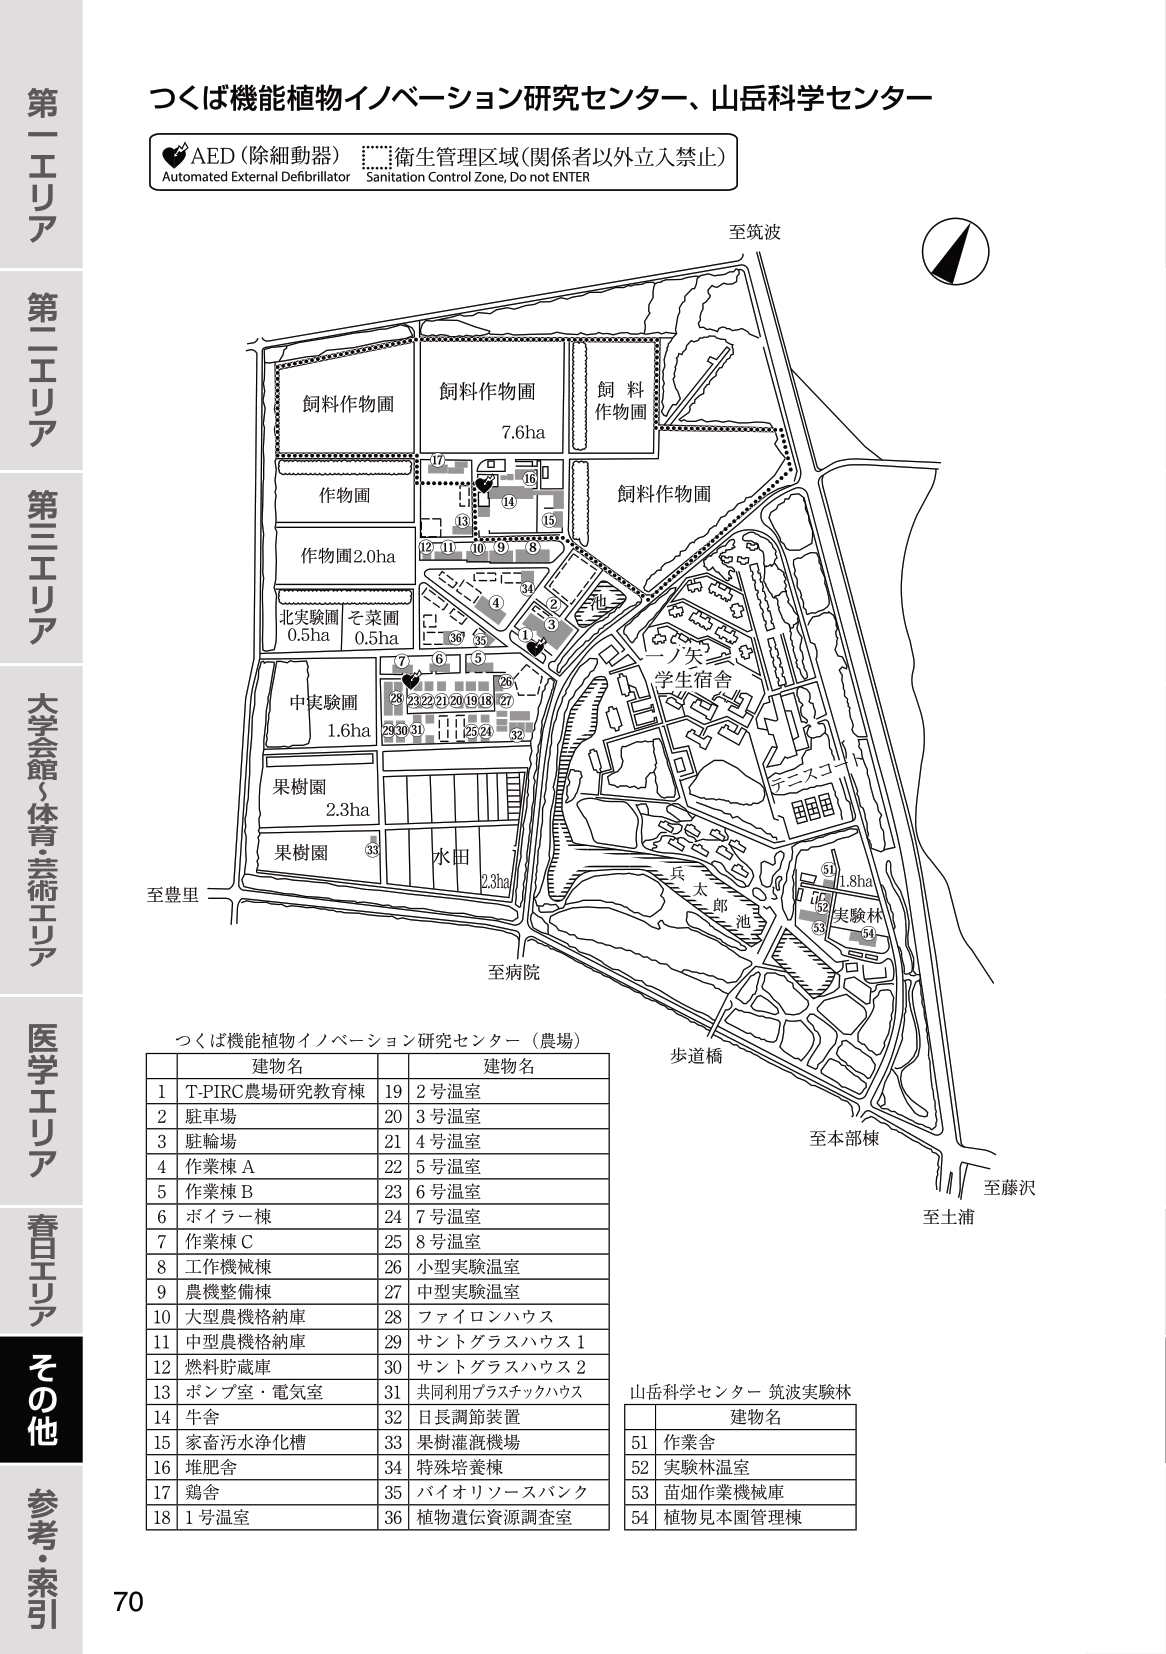 第一エリア
第二エリア
第三エリア
大学会館～体育・芸術エリア
医学エリア
春日エリア
その他
参考・索引
つくば機能植物イノベーション研究センター、山岳科学センター
AED（除細動器）
Automated External Defibrillator
衛生管理区域（関係者以外立入禁止）
Sanitation Control Zone, Do not ENTER
至筑波
飼料作物圃
飼料作物圃
7.6ha
飼料
作物圃
作物圃
飼料作物圃
⑰
⑯
⑭
⑬
⑮
作物圃2.0ha
⑫ ⑪ ⑩ ⑨ ⑧
㉞
④
②
池
北実験圃
0.5ha
そ菜圃
0.5ha
㊱ ㉟
①
③
一ノ矢
学生宿舎
⑦ ⑥ ⑤
㉖
中実験圃
1.6ha
㉘ ㉓ ㉒ ㉑ ⑳ ⑲ ⑱ ㉗
㉙ ㉚ ㉛ ㉕ ㉔ ㉜
テニスコート
果樹園
2.3ha
果樹園
㉝
水田
2.3ha
兵太郎池
51
1.8ha
52
実験林
53
54
至豊里
至病院
歩道橋
至本部棟
至藤沢
至土浦
つくば機能植物イノベーション研究センター（農場）
建物名 建物名
1 T-PIRC農場研究教育棟 19 2号温室
2 駐車場 20 3号温室
3 駐輪場 21 4号温室
4 作業棟A 22 5号温室
5 作業棟B 23 6号温室
6 ボイラー棟 24 7号温室
7 作業棟C 25 8号温室
8 工作機械棟 26 小型実験温室
9 農機整備棟 27 中型実験温室
10 大型農機格納庫 28 ファイロンハウス
11 中型農機格納庫 29 サントグラスハウス1
12 燃料貯蔵庫 30 サントグラスハウス2
13 ポンプ室・電気室 31 共同利用プラスチックハウス
14 牛舎 32 日長調節装置
15 家畜汚水浄化槽 33 果樹灌漑機場
16 堆肥舎 34 特殊培養棟
17 鶏舎 35 バイオリソースバンク
18 1号温室 36 植物遺伝資源調査室
山岳科学センター 筑波実験林
建物名
51 作業舎
52 実験林温室
53 苗畑作業機械庫
54 植物見本園管理棟
70